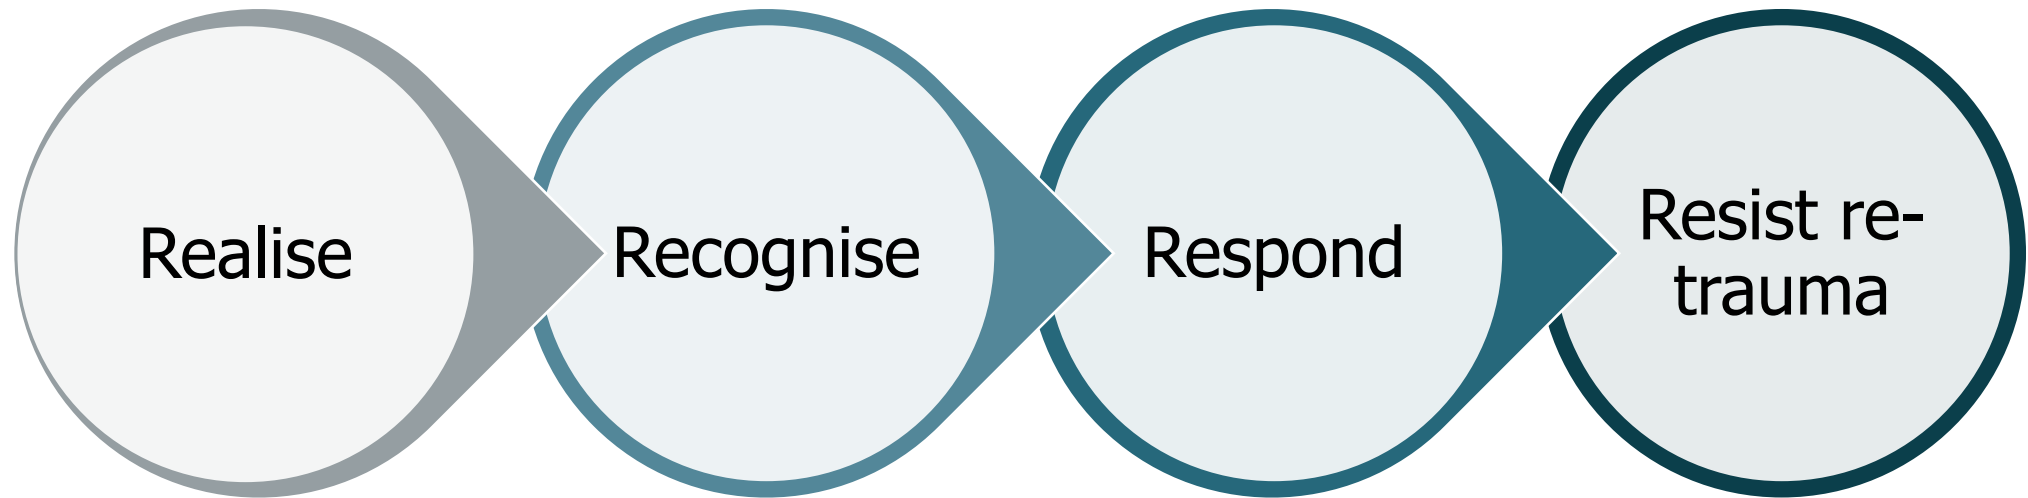 Realise
Recognise
Respond
Resist re-
trauma